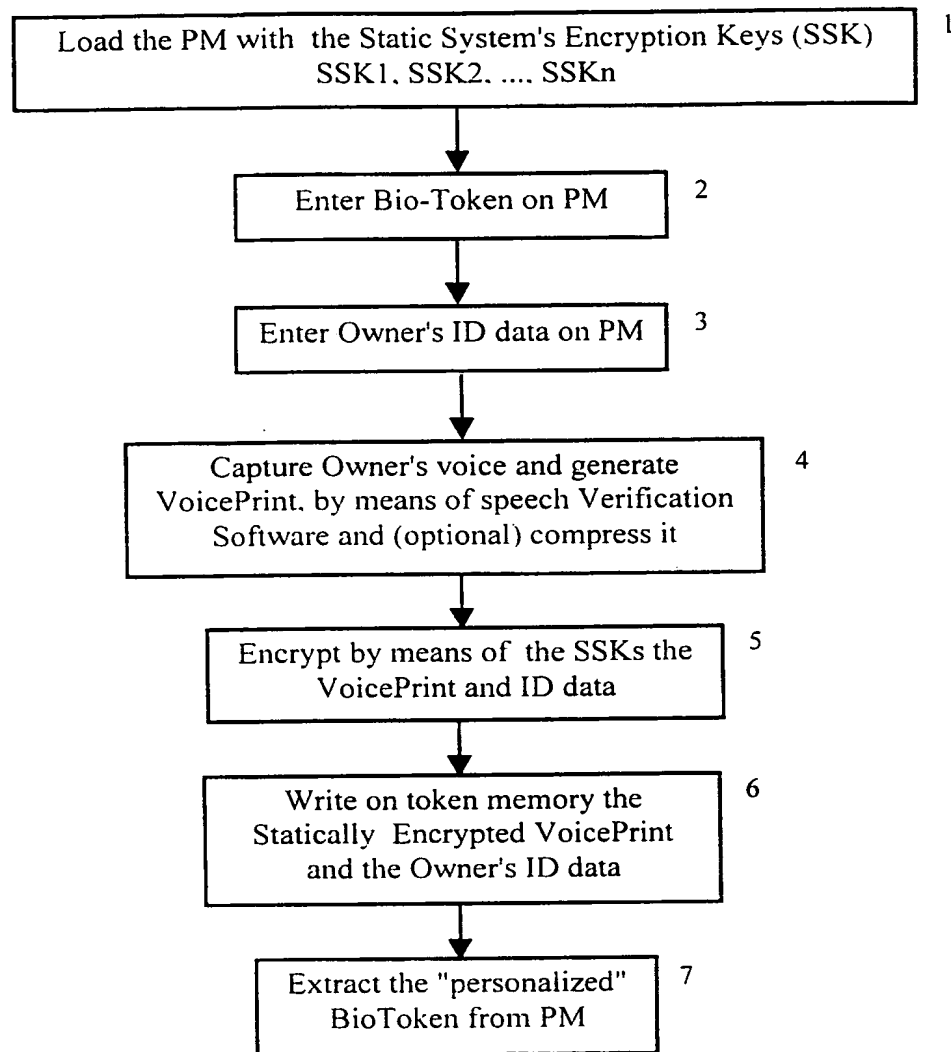 Load the PM with the Static System's Encryption Keys (SSK)
SSK1, SSK2, ...., SSKn
1
Enter Bio-Token on PM
2
Enter Owner's ID data on PM
3
Capture Owner's voice and generate
VoicePrint, by means of speech Verification
Software and (optional) compress it
4
Encrypt by means of the SSKs the
VoicePrint and ID data
5
Write on token memory the
Statically Encrypted VoicePrint
and the Owner's ID data
6
Extract the "personalized"
BioToken from PM
7